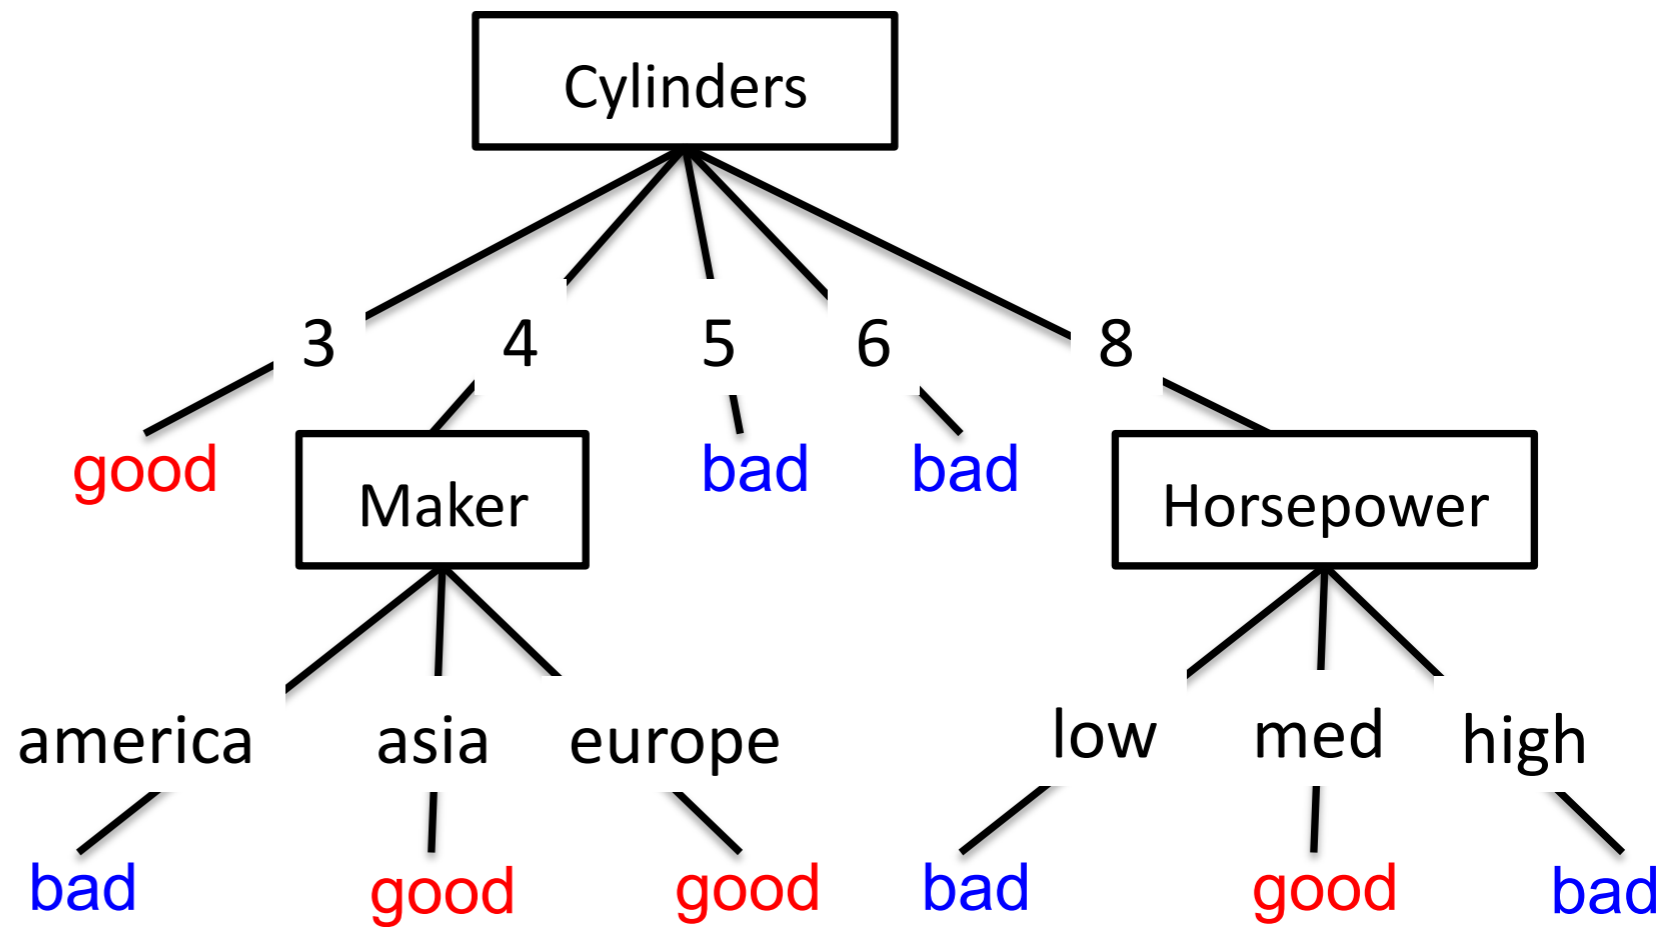 Cylinders
3 4 5 6 8
good Maker bad bad Horsepower
america asia europe low med high
bad good good bad good bad